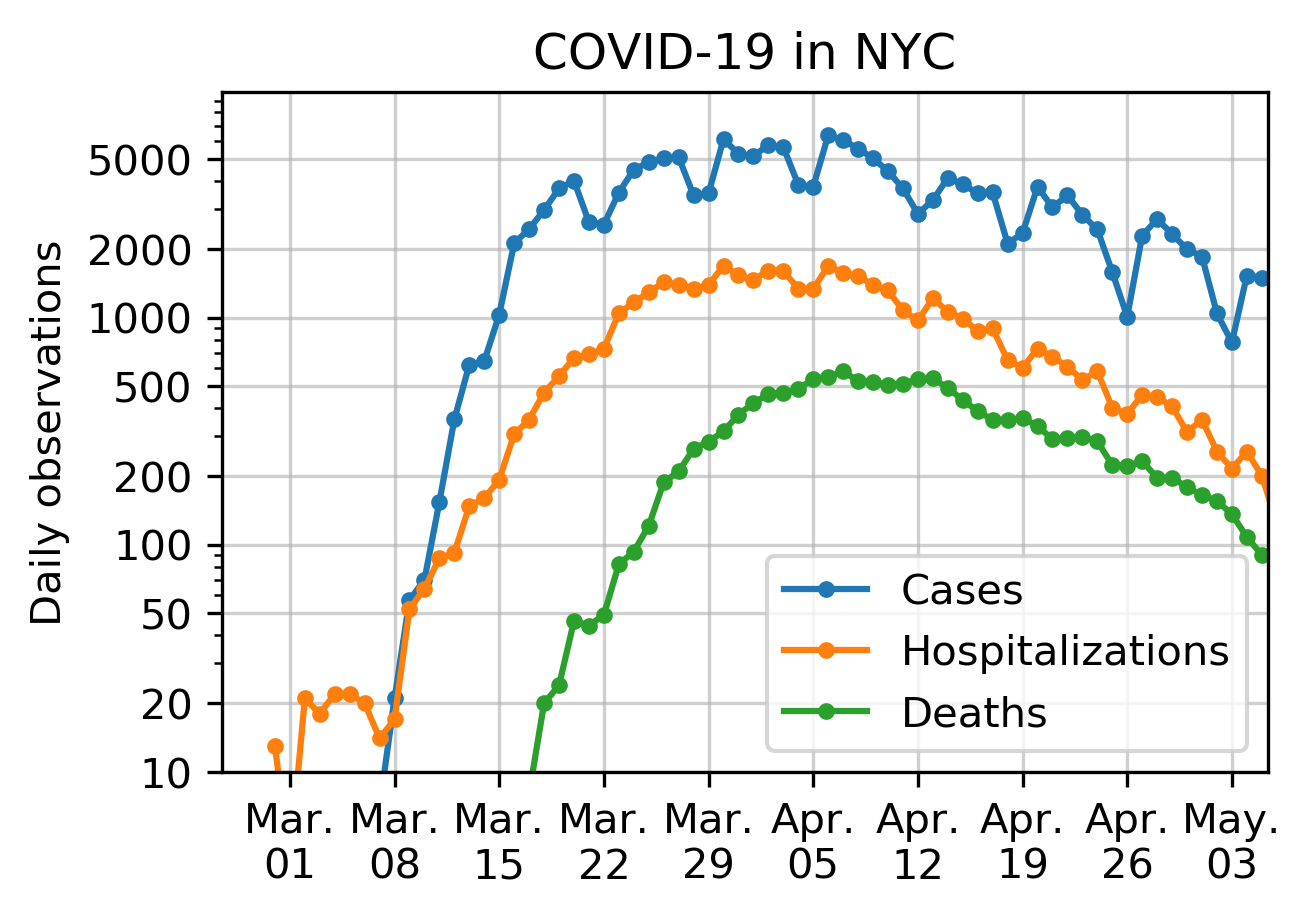 COVID-19 in NYC
Daily observations
5000
2000
1000
500
200
100
50
20
10
Cases
Hospitalizations
Deaths
Mar. Mar. Mar. Mar. Mar. Apr. Apr. Apr. Apr. May.
01 08 15 22 29 05 12 19 26 03